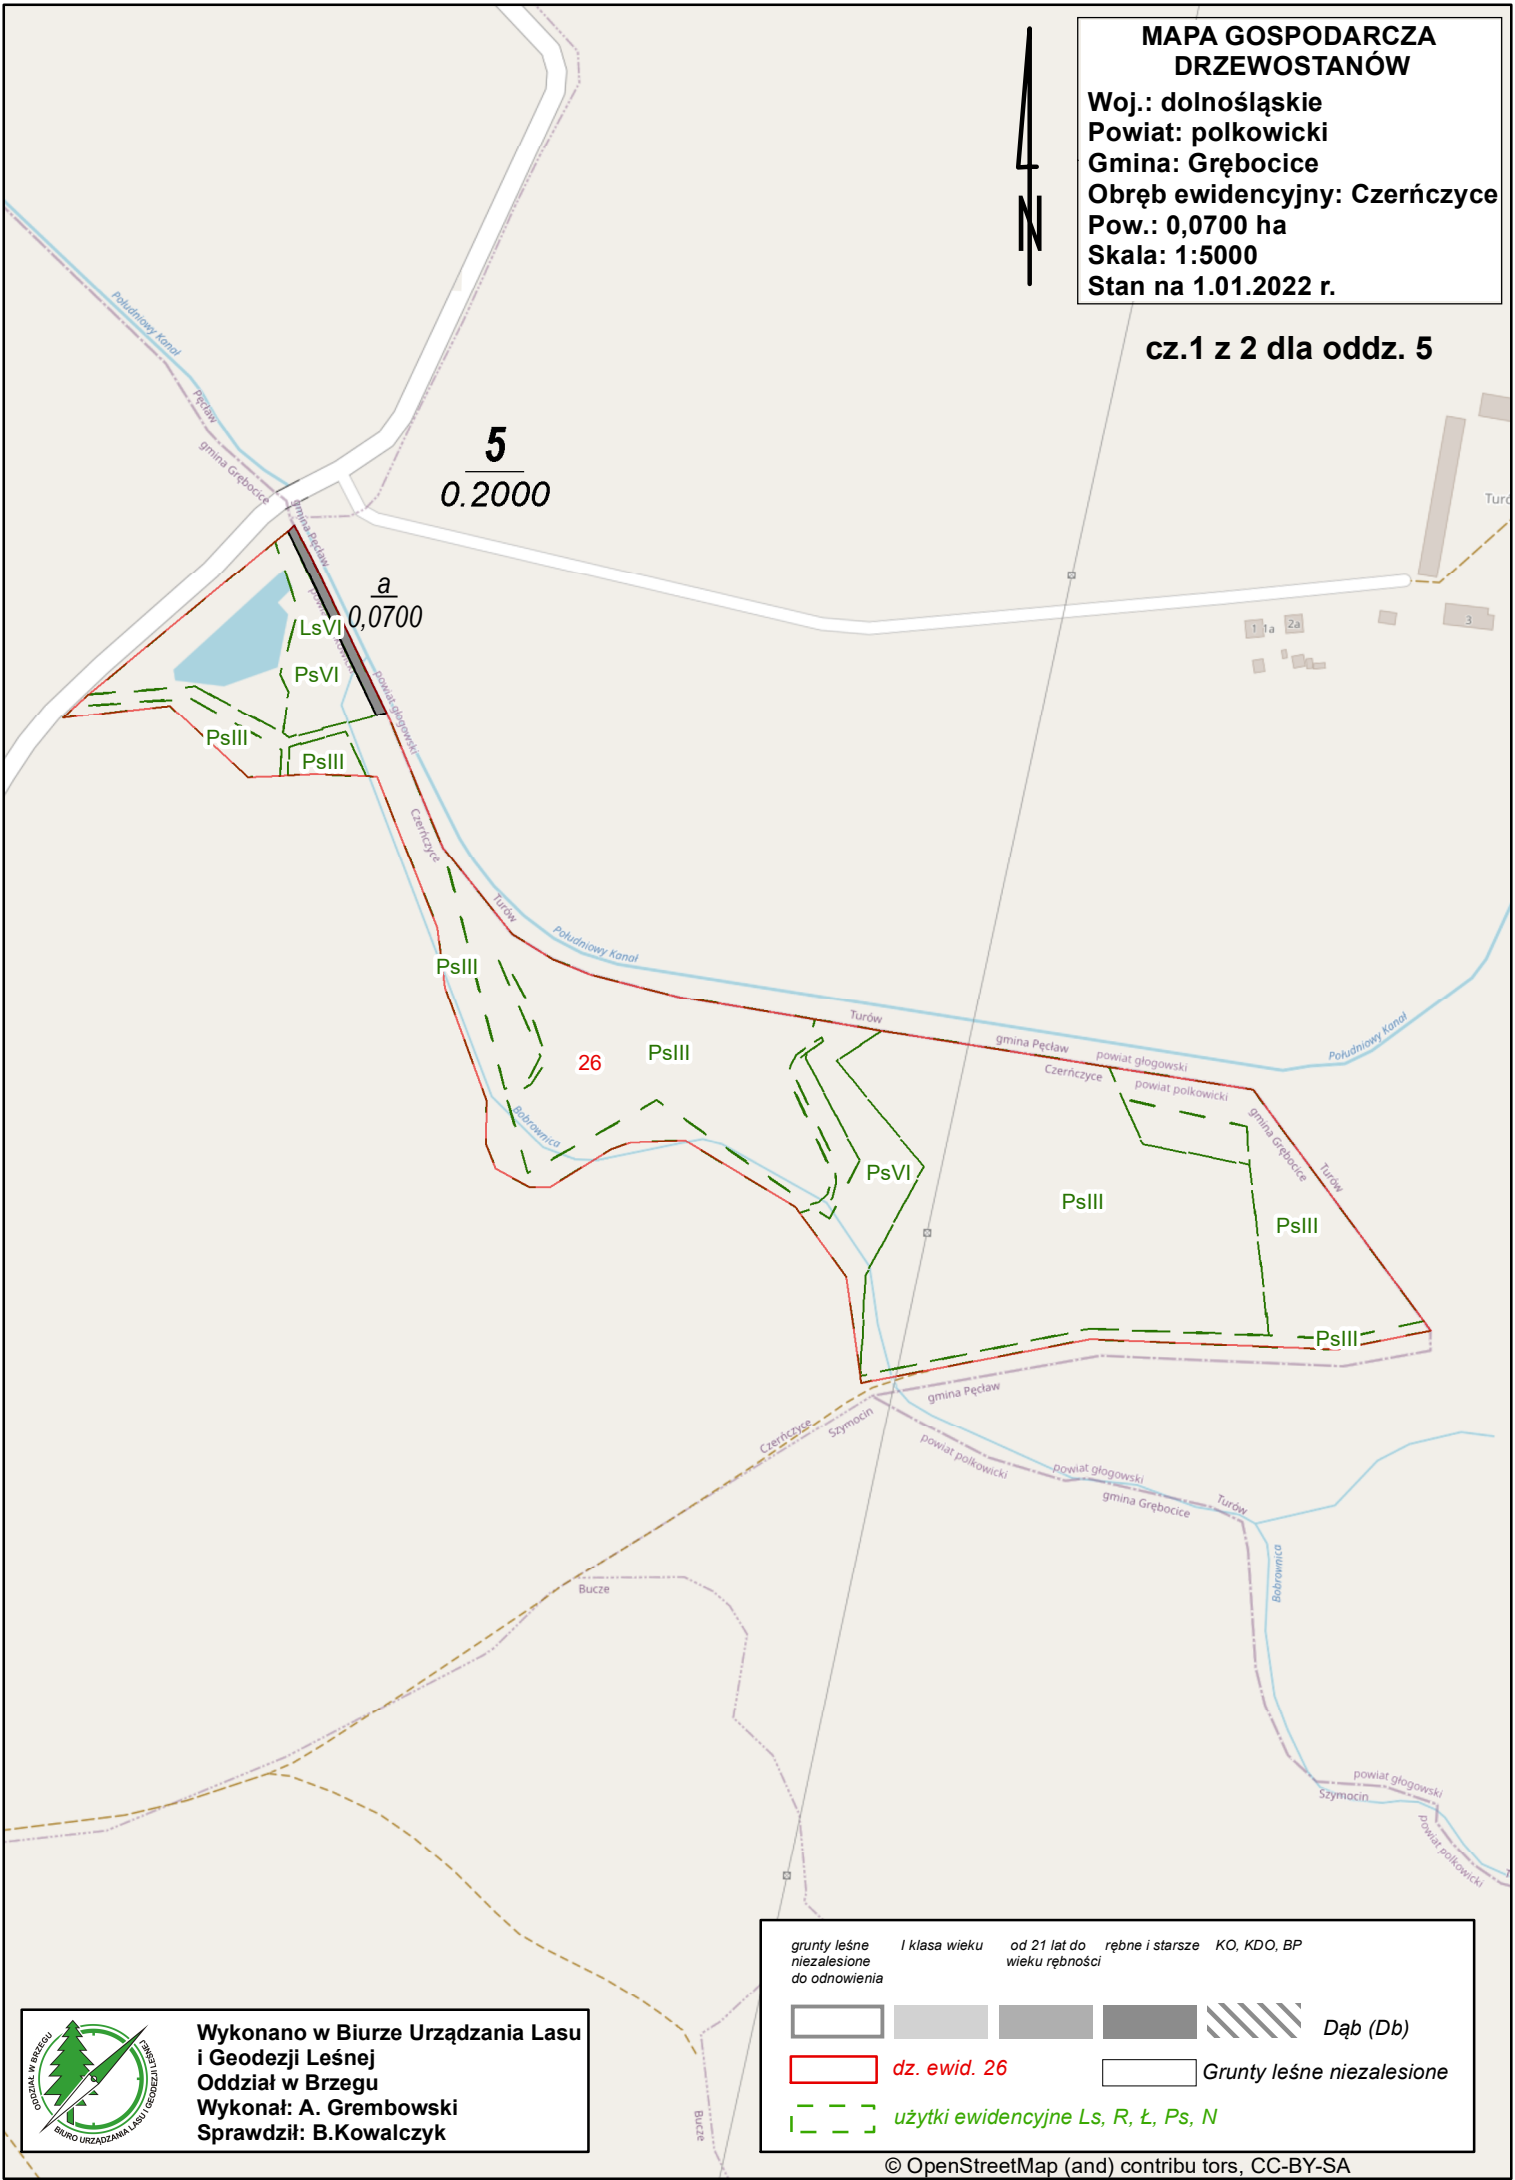 MAPA GOSPODARCZA
DRZEWOSTANÓW
Woj.: dolnośląskie
Powiat: polkowicki
Gmina: Grębocice
Obręb ewidencyjny: Czerńczyce
Pow.: 0,0700 ha
Skala: 1:5000
Stan na 1.01.2022 r.
N
cz.1 z 2 dla oddz. 5
Południowy Kanał
Pęcław
gmina Grębocice
5
0.2000
gmina Pęcław
a
0,0700
LsVI
PsVI
powiat głogowski
PsIII
PsIII
1
1a
2a
3
Czerńczyce
Turów
Południowy Kanał
PsIII
26
PsIII
Bobrownica
Turów
gmina Pęcław
powiat głogowski
Czerńczyce
powiat polkowicki
Południowy Kanał
gmina Grębocice
Turów
PsVI
PsIII
PsIII
PsIII
gmina Pęcław
Czerńczyce
Szymocin
powiat polkowicki
powiat głogowski
gmina Grębocice
Turów
Bobrownica
Bucze
powiat głogowski
Szymocin
powiat polkowicki
Bucze
grunty leśne
niezalesione
do odnowienia
I klasa wieku
od 21 lat do
wieku rębności
rębne i starsze
KO, KDO, BP
Dąb (Db)
dz. ewid. 26
Grunty leśne niezalesione
użytki ewidencyjne Ls, R, Ł, Ps, N
ODDZIAŁ W BRZEGU
BIURO URZĄDZANIA LASU I GEODEZJI LEŚNEJ
Wykonano w Biurze Urządzania Lasu
i Geodezji Leśnej
Oddział w Brzegu
Wykonał: A. Grembowski
Sprawdził: B.Kowalczyk
© OpenStreetMap (and) contribu tors, CC-BY-SA